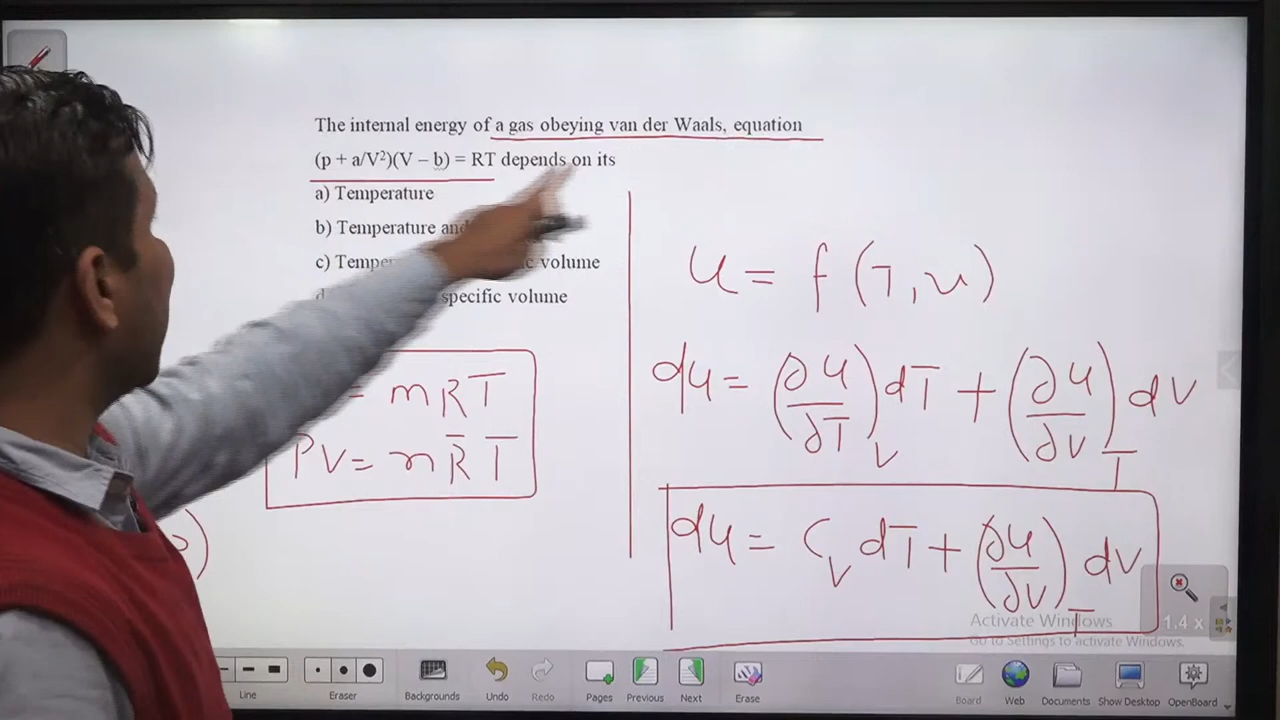 The internal energy of a gas obeying van der Waals, equation
(p + a/V²)(V – b) = RT depends on its
a) Temperature
b) Temperature and
c) volume
d specific volume
= mRT
PV = nR̄T
u = f(T, v)
du = (∂u/∂T)ᵥ dT + (∂u/∂v)_T dv
du = Cᵥ dT + (∂u/∂v)_T dv
Activate Windows
Go to Settings to activate Windows.
1.4 x
Line
Eraser
Backgrounds
Undo
Redo
Pages
Previous
Next
Erase
Board
Web
Documents
Show Desktop
OpenBoard